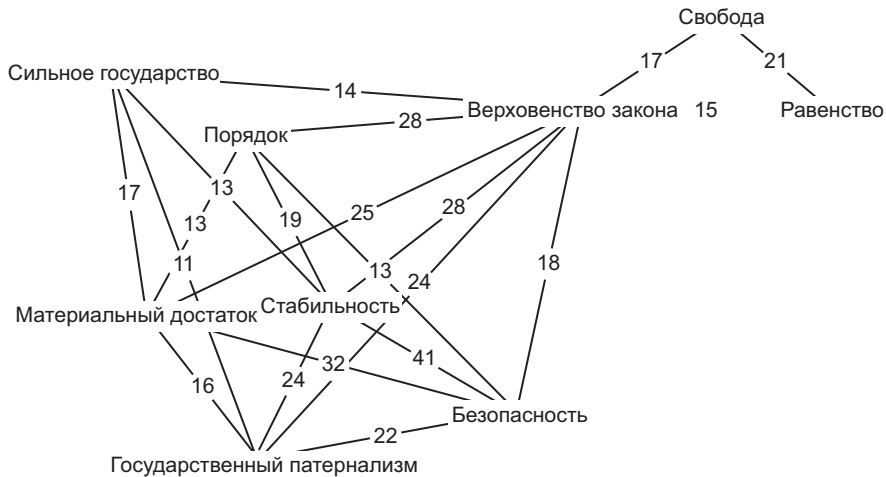 Свобода
17
21
Сильное государство
14
Верховенство закона
15
Равенство
28
Порядок
17
13
13
19
25
28
11
13
24
18
Материальный достаток
Стабильность
16
24
32
41
Безопасность
22
Государственный патернализм